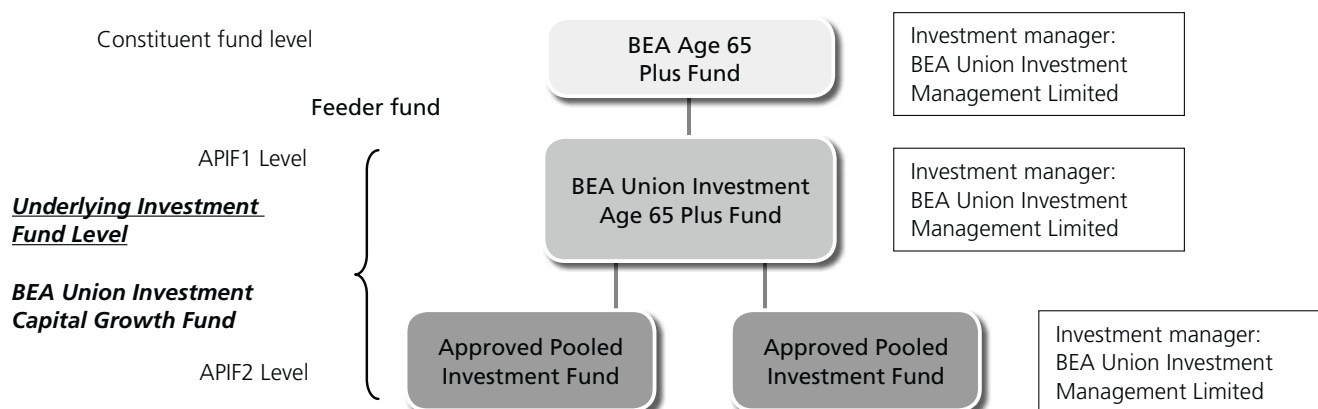 Constituent fund level
BEA Age 65
Plus Fund
Investment manager:
BEA Union Investment
Management Limited
Feeder fund
APIF1 Level
BEA Union Investment
Age 65 Plus Fund
Investment manager:
BEA Union Investment
Management Limited
Underlying Investment
Fund Level
BEA Union Investment
Capital Growth Fund
APIF2 Level
Approved Pooled
Investment Fund
Approved Pooled
Investment Fund
Investment manager:
BEA Union Investment
Management Limited